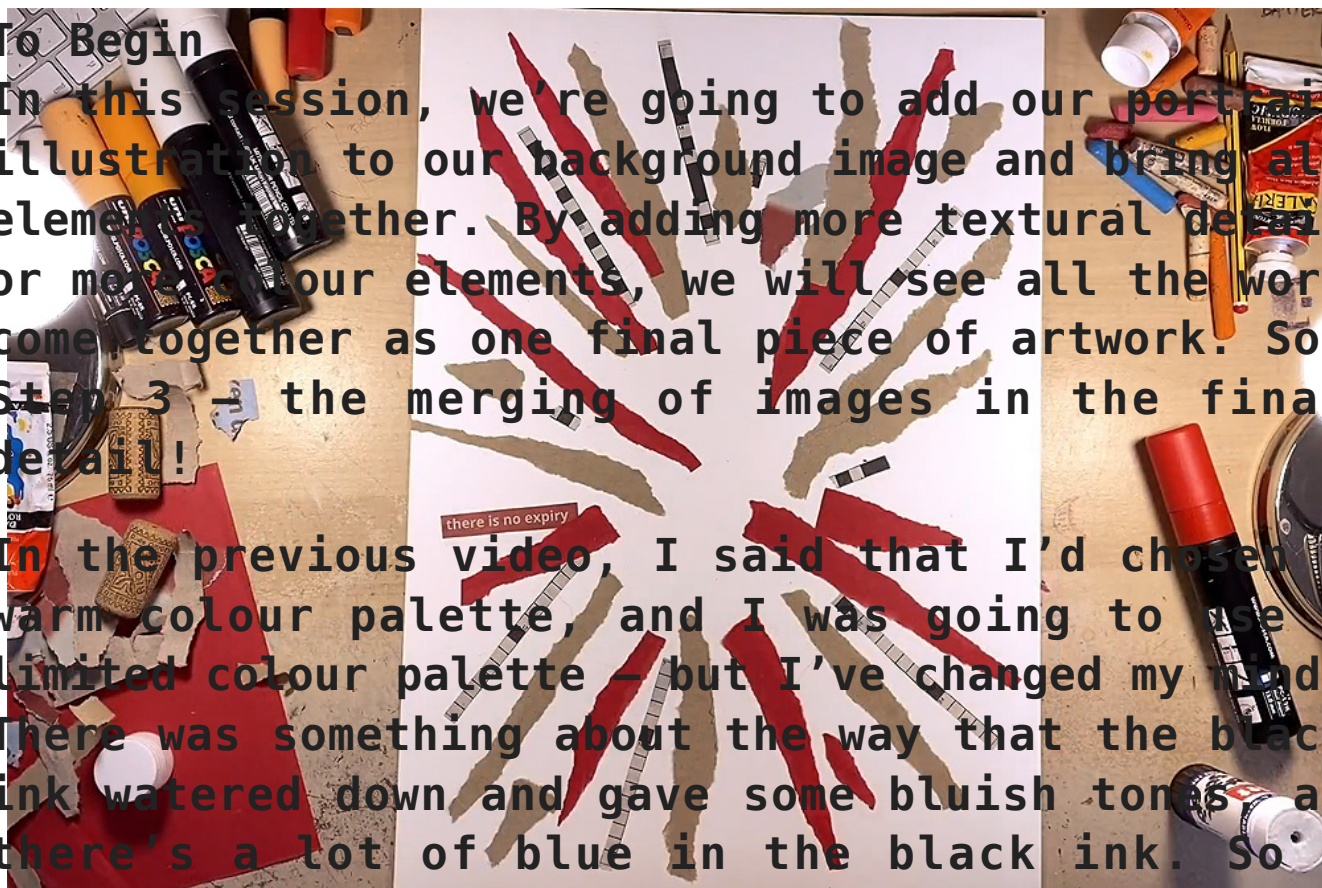 To Begin
In this session, we're going to add our portrai
illustration to our background image and bring al
elements together. By adding more textural detai
or more colour elements, we will see all the wor
come together as one final piece of artwork. So
Step 3 – the merging of images in the fina
detail!
there is no expiry
In the previous video, I said that I'd chosen
warm colour palette, and I was going to use
limited colour palette – but I've changed my mind
There was something about the way that the blac
ink watered down and gave some bluish tones, a
there's a lot of blue in the black ink. So